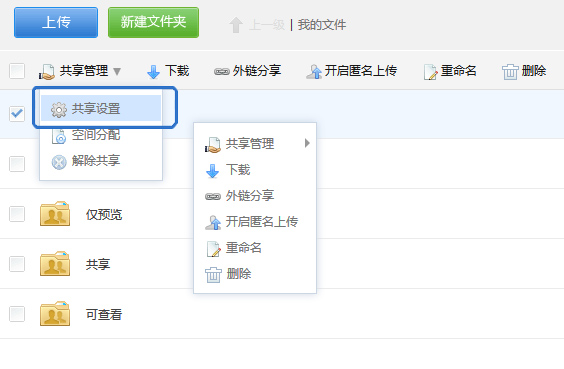 上传 新建文件夹 上一级 | 我的文件
共享管理 下载 外链分享 开启匿名上传 重命名 删除
共享设置
空间分配
解除共享
共享管理
下载
外链分享
开启匿名上传
重命名
删除
仅预览
共享
可查看